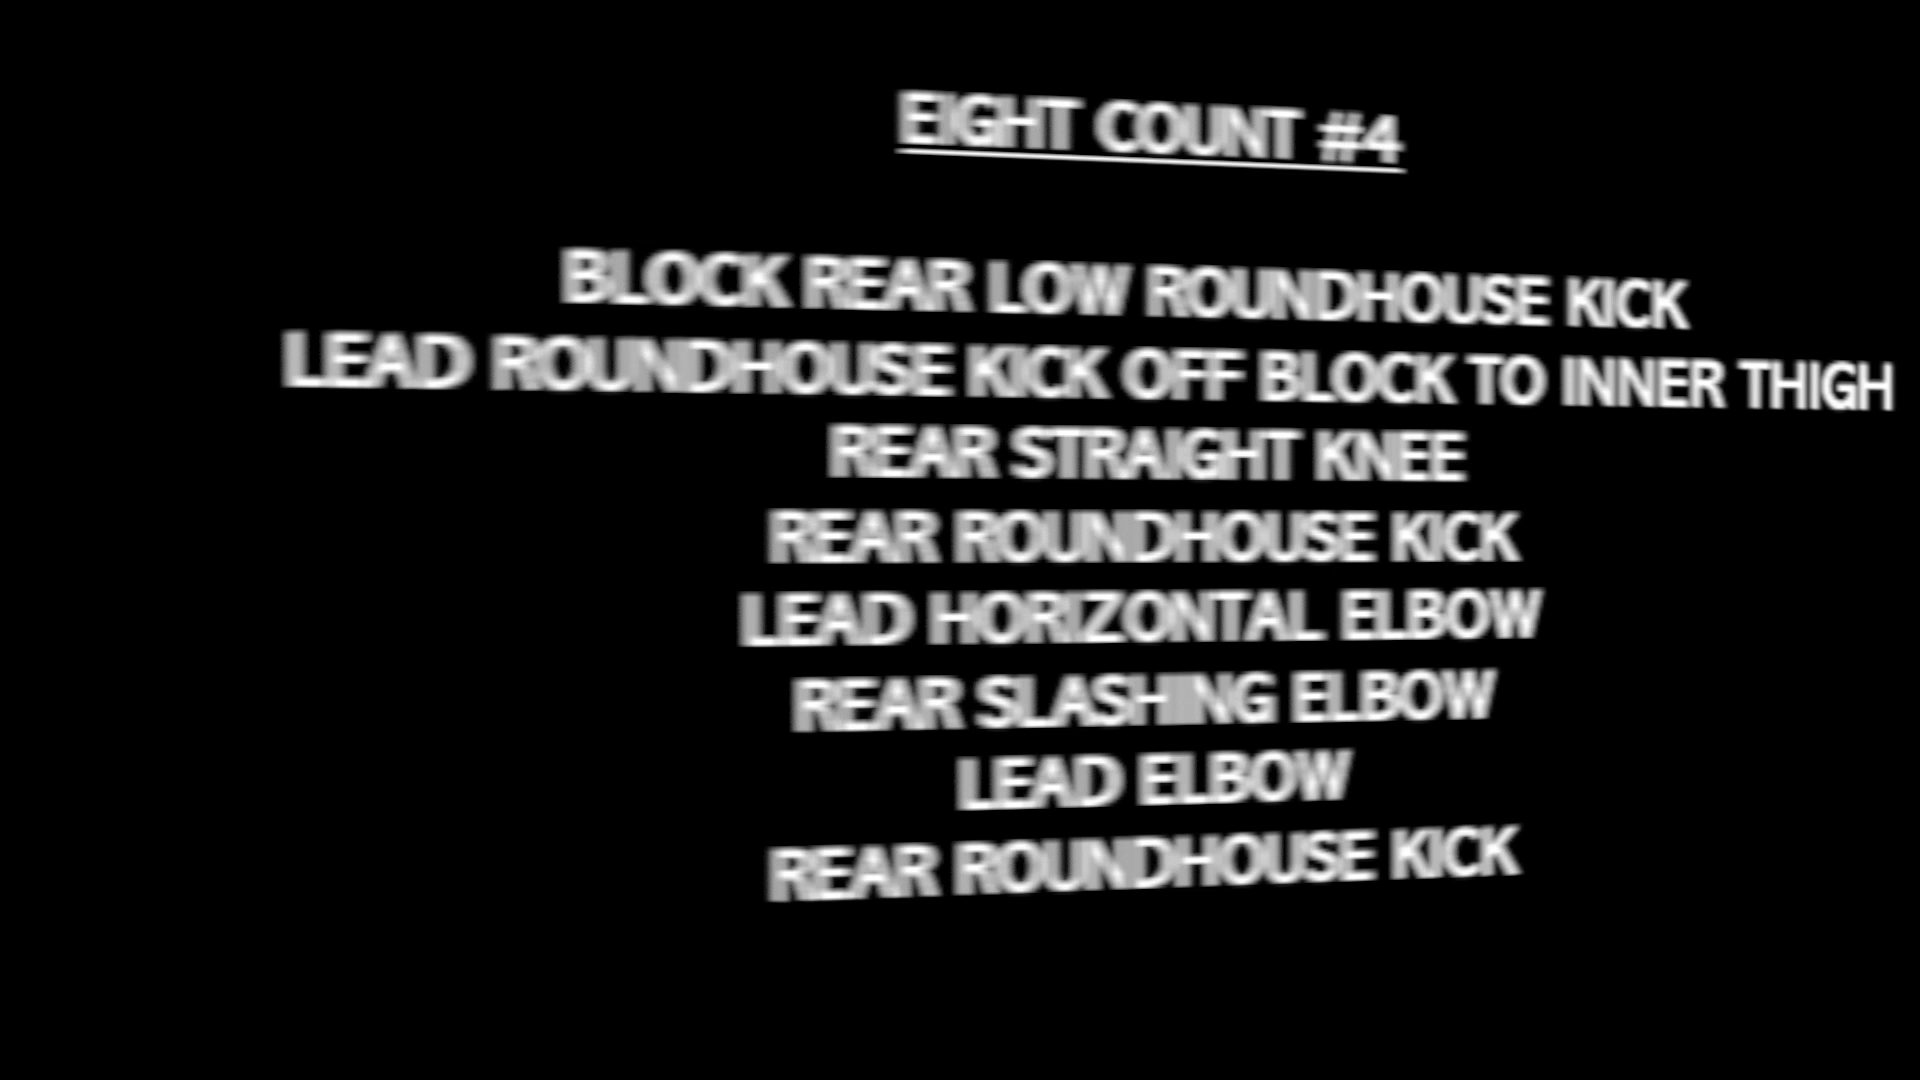 EIGHT COUNT #4
BLOCK REAR LOW ROUNDHOUSE KICK
LEAD ROUNDHOUSE KICK OFF BLOCK TO INNER THIGH
REAR STRAIGHT KNEE
REAR ROUNDHOUSE KICK
LEAD HORIZONTAL ELBOW
REAR SLASHING ELBOW
LEAD ELBOW
REAR ROUNDHOUSE KICK